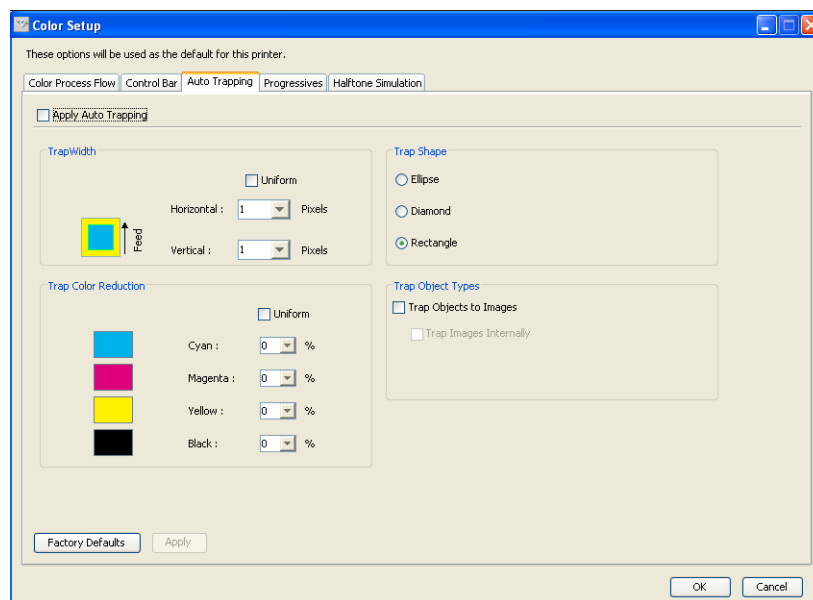 Color Setup
These options will be used as the default for this printer.
Color Process Flow Control Bar Auto Trapping Progressives Halftone Simulation
Apply Auto Trapping
TrapWidth
Uniform
Horizontal : 1 Pixels
Feed
Vertical : 1 Pixels
Trap Shape
Ellipse
Diamond
Rectangle
Trap Color Reduction
Uniform
Cyan : 0 %
Magenta : 0 %
Yellow : 0 %
Black : 0 %
Trap Object Types
Trap Objects to Images
Trap Images Internally
Factory Defaults Apply
OK Cancel